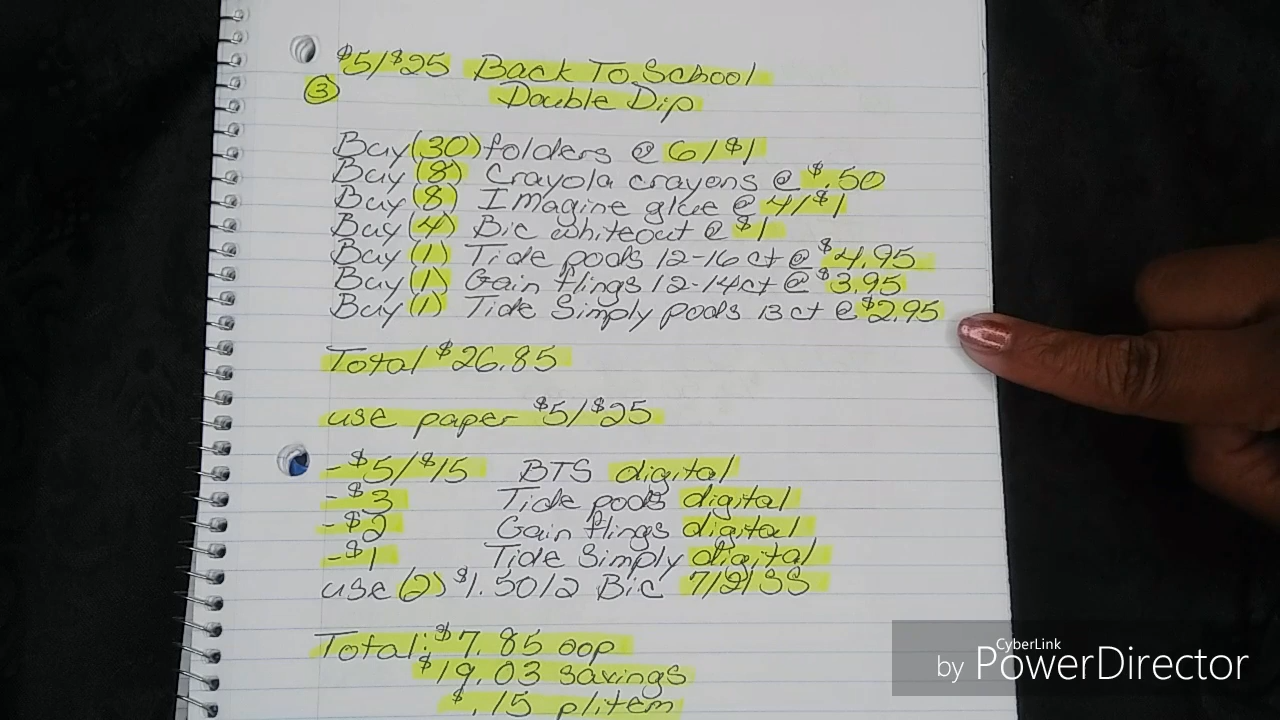 $5/$25 Back To School
③ Double Dip
Buy (30) folders @ 6/$1
Buy (8) Crayola crayons @ $.50
Buy (8) Imagine glue @ 4/$1
Buy (4) Bic whiteout @ $1
Buy (1) Tide pods 12-16 ct @ $4.95
Buy (1) Gain flings 12-14ct @ $3.95
Buy (1) Tide Simply pods 13 ct @ $2.95
Total $26.85
use paper $5/$25
-$5/$15 BTS digital
-$3 Tide pods digital
-$2 Gain flings digital
-$1 Tide Simply digital
use (2) $1.50/2 Bic 7/21SS
Total: $7.85 oop
$19.03 savings
$.15 p/item
CyberLink
by PowerDirector